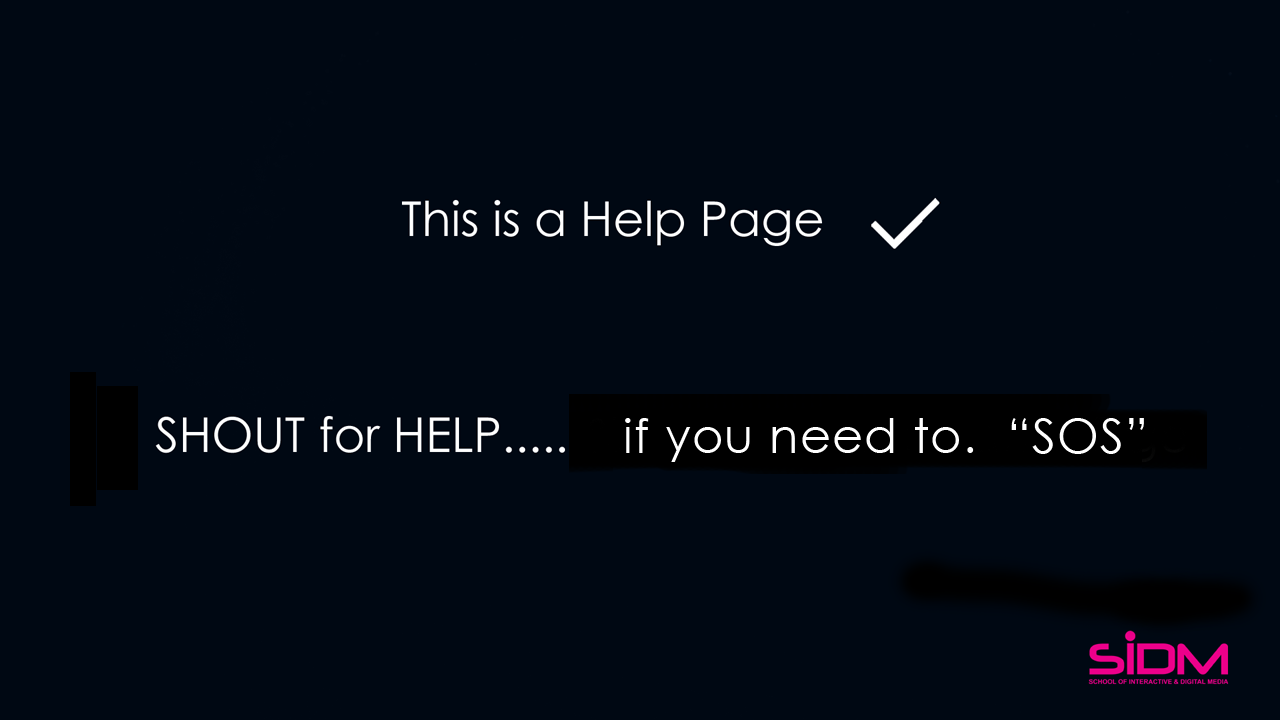 This is a Help Page
SHOUT for HELP..... if you need to. “SOS”
SiDM
SCHOOL OF INTERACTIVE & DIGITAL MEDIA